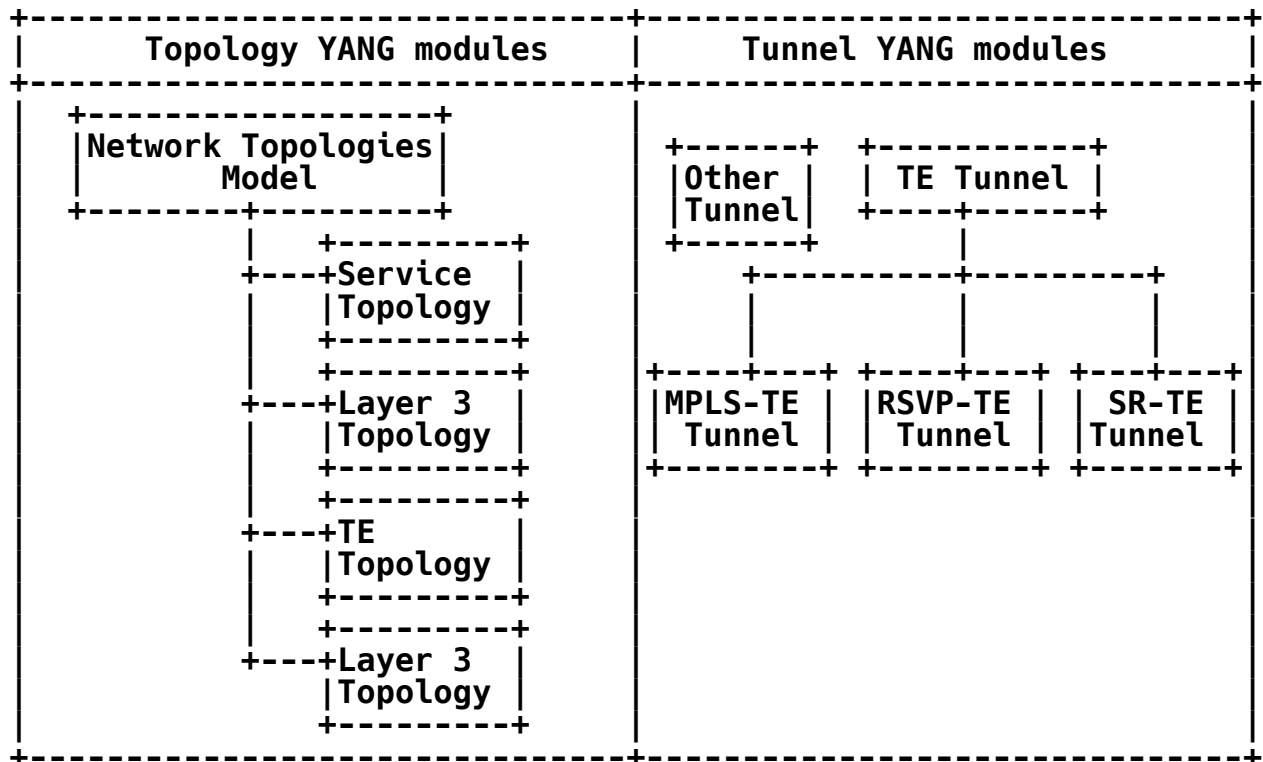 Topology YANG modules
Tunnel YANG modules
Network Topologies
Model
Service
Topology
Layer 3
Topology
TE
Topology
Layer 3
Topology
Other
Tunnel
TE Tunnel
MPLS-TE
Tunnel
RSVP-TE
Tunnel
SR-TE
Tunnel